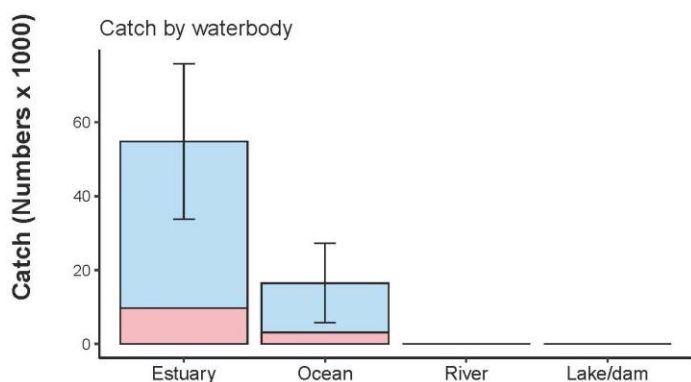 Catch by waterbody
Catch (Numbers x 1000)
60
40
20
0
Estuary Ocean River Lake/dam